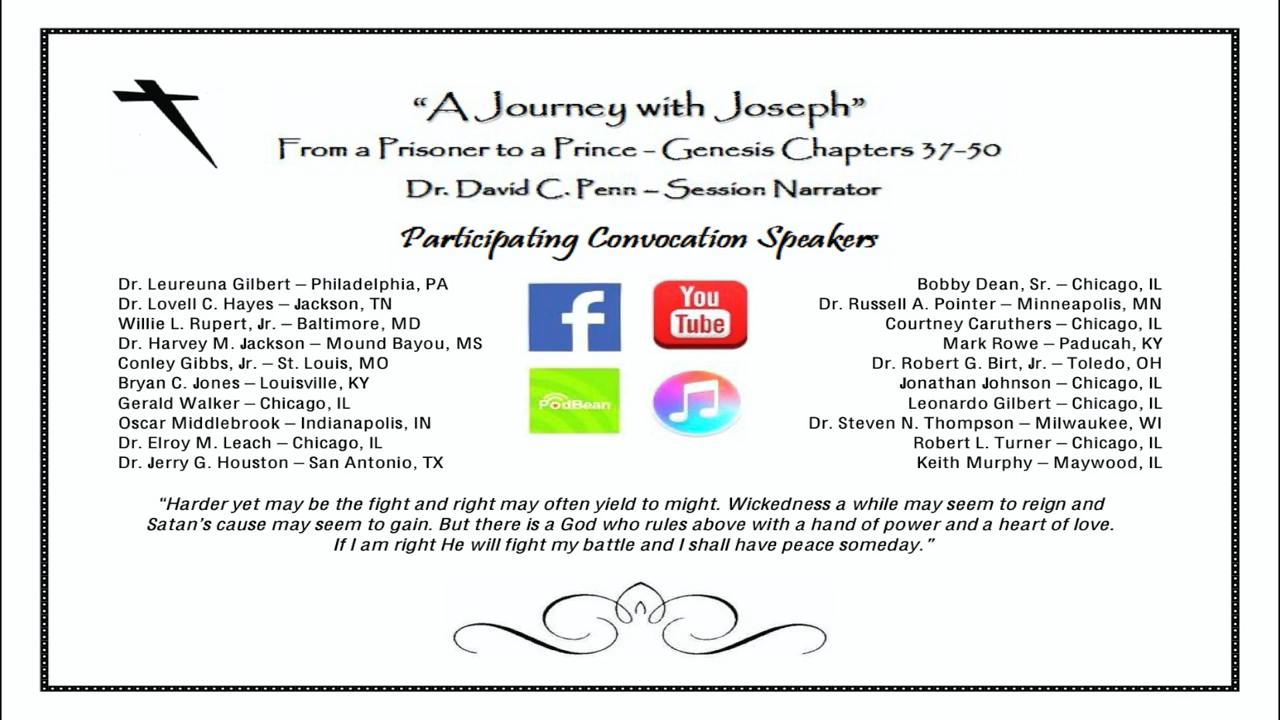 “A Journey with Joseph”
From a Prisoner to a Prince – Genesis Chapters 37-50
Dr. David C. Penn – Session Narrator
Participating Convocation Speakers
Dr. Leureuna Gilbert – Philadelphia, PA
Dr. Lovell C. Hayes – Jackson, TN
Willie L. Rupert, Jr. – Baltimore, MD
Dr. Harvey M. Jackson – Mound Bayou, MS
Conley Gibbs, Jr. – St. Louis, MO
Bryan C. Jones – Louisville, KY
Gerald Walker – Chicago, IL
Oscar Middlebrook – Indianapolis, IN
Dr. Elroy M. Leach – Chicago, IL
Dr. Jerry G. Houston – San Antonio, TX
f
You
Tube
PodBean
Bobby Dean, Sr. – Chicago, IL
Dr. Russell A. Pointer – Minneapolis, MN
Courtney Caruthers – Chicago, IL
Mark Rowe – Paducah, KY
Dr. Robert G. Birt, Jr. – Toledo, OH
Jonathan Johnson – Chicago, IL
Leonardo Gilbert – Chicago, IL
Dr. Steven N. Thompson – Milwaukee, WI
Robert L. Turner – Chicago, IL
Keith Murphy – Maywood, IL
“Harder yet may be the fight and right may often yield to might. Wickedness a while may seem to reign and
Satan’s cause may seem to gain. But there is a God who rules above with a hand of power and a heart of love.
If I am right He will fight my battle and I shall have peace someday.”